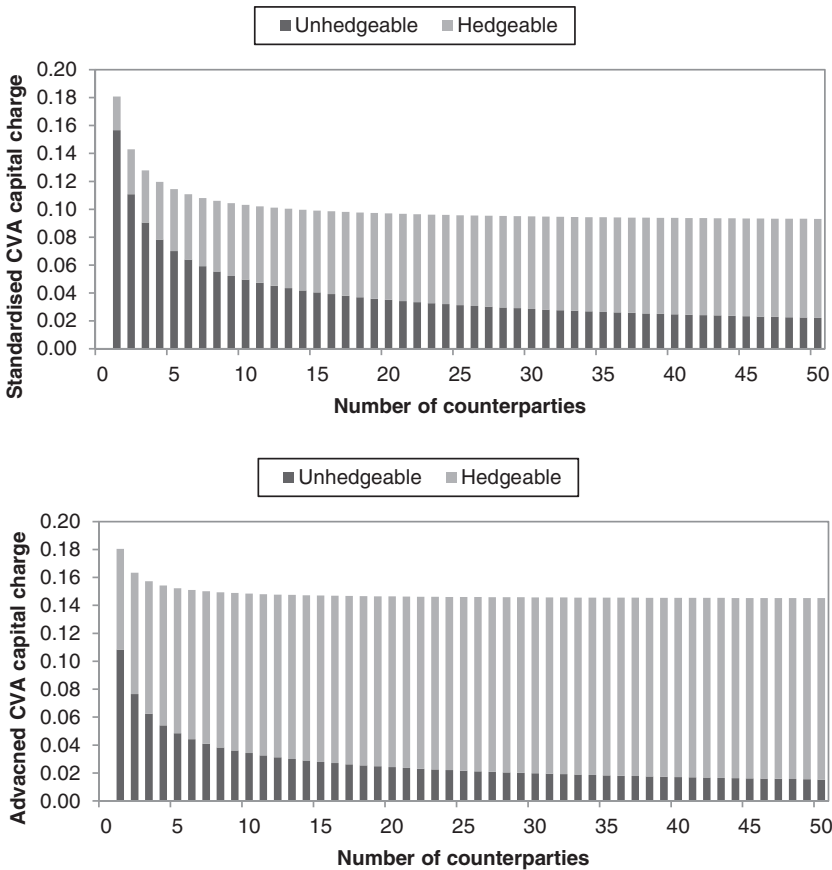 Unhedgeable Hedgeable
Standardised CVA capital charge
0.20
0.18
0.16
0.14
0.12
0.10
0.08
0.06
0.04
0.02
0.00
0 5 10 15 20 25 30 35 40 45 50
Number of counterparties
Unhedgeable Hedgeable
Advacned CVA capital charge
0.20
0.18
0.16
0.14
0.12
0.10
0.08
0.06
0.04
0.02
0.00
0 5 10 15 20 25 30 35 40 45 50
Number of counterparties